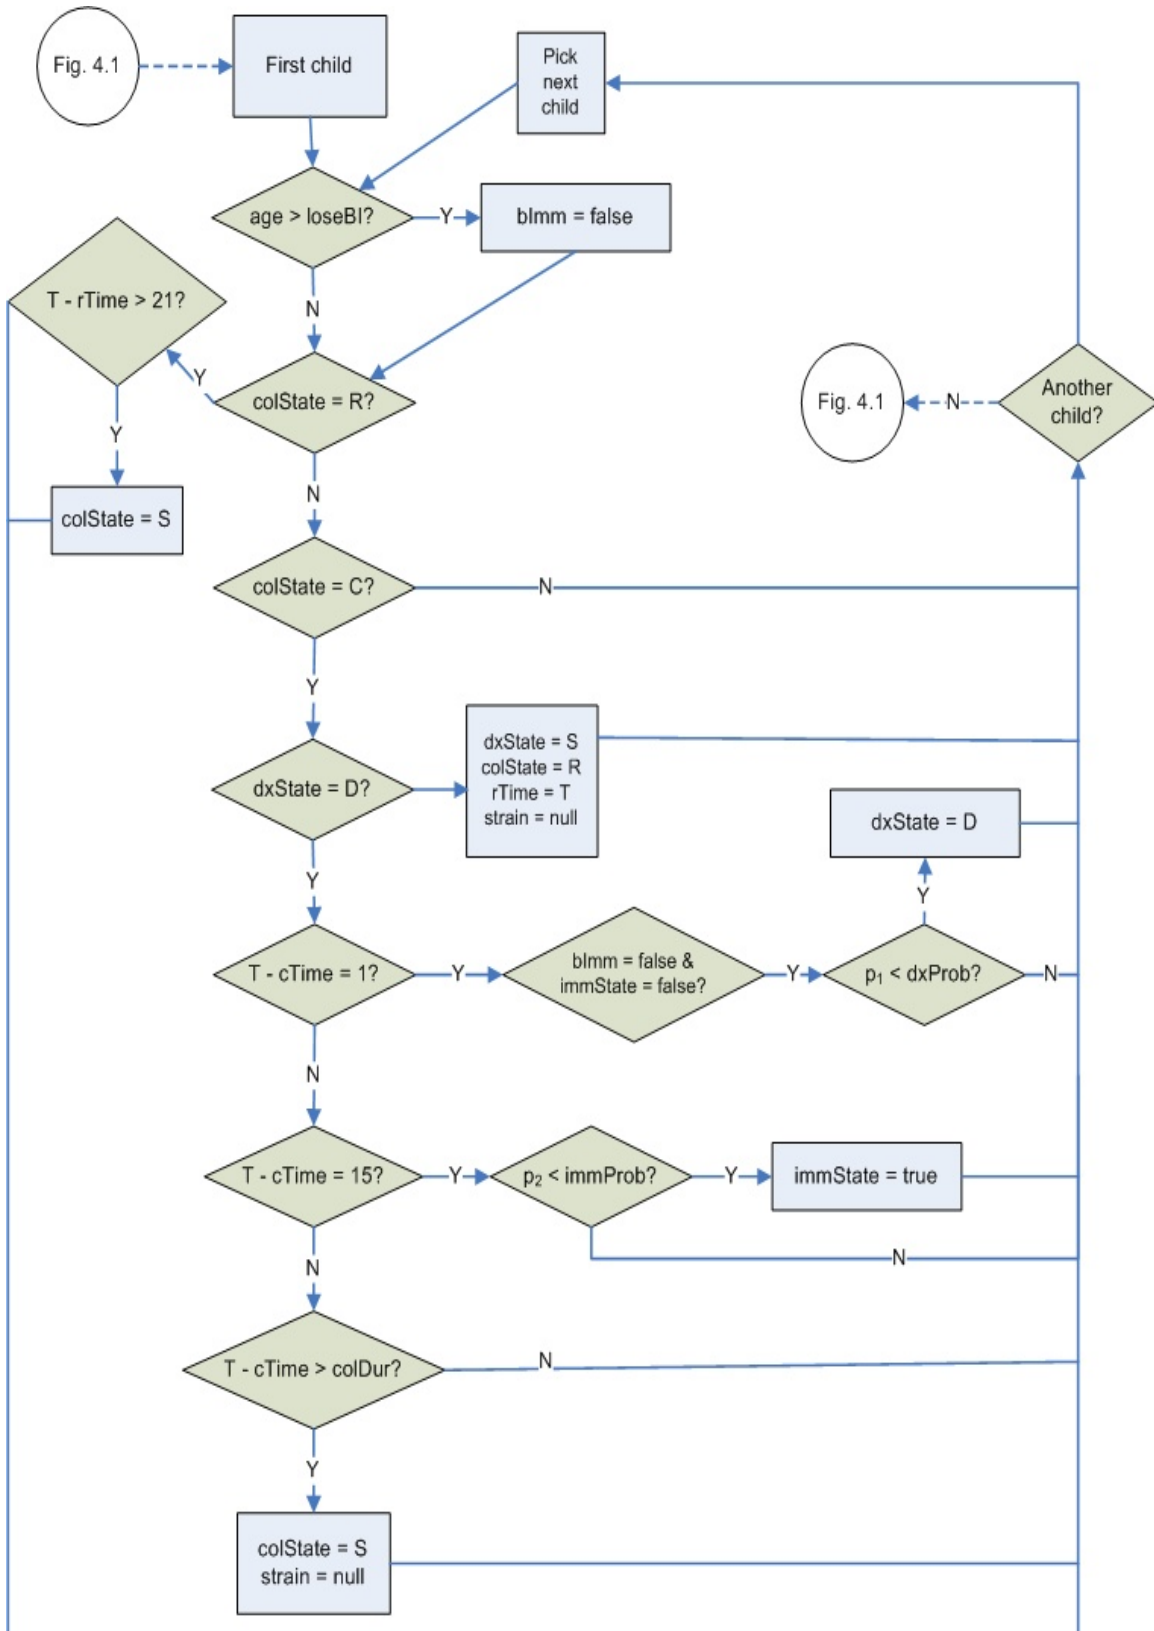 Fig. 4.1
First child
Pick
next
child
age > loseBI?
Y
bImm = false
N
T - rTime > 21?
Y
colState = R?
Y
colState = S
N
Another
child?
N
Fig. 4.1
colState = C?
N
Y
dxState = D?
dxState = S
colState = R
rTime = T
strain = null
dxState = D
Y
Y
T - cTime = 1?
Y
bImm = false &
immState = false?
Y
p₁ < dxProb?
N
N
T - cTime = 15?
Y
p₂ < immProb?
Y
immState = true
N
N
T - cTime > colDur?
N
Y
colState = S
strain = null